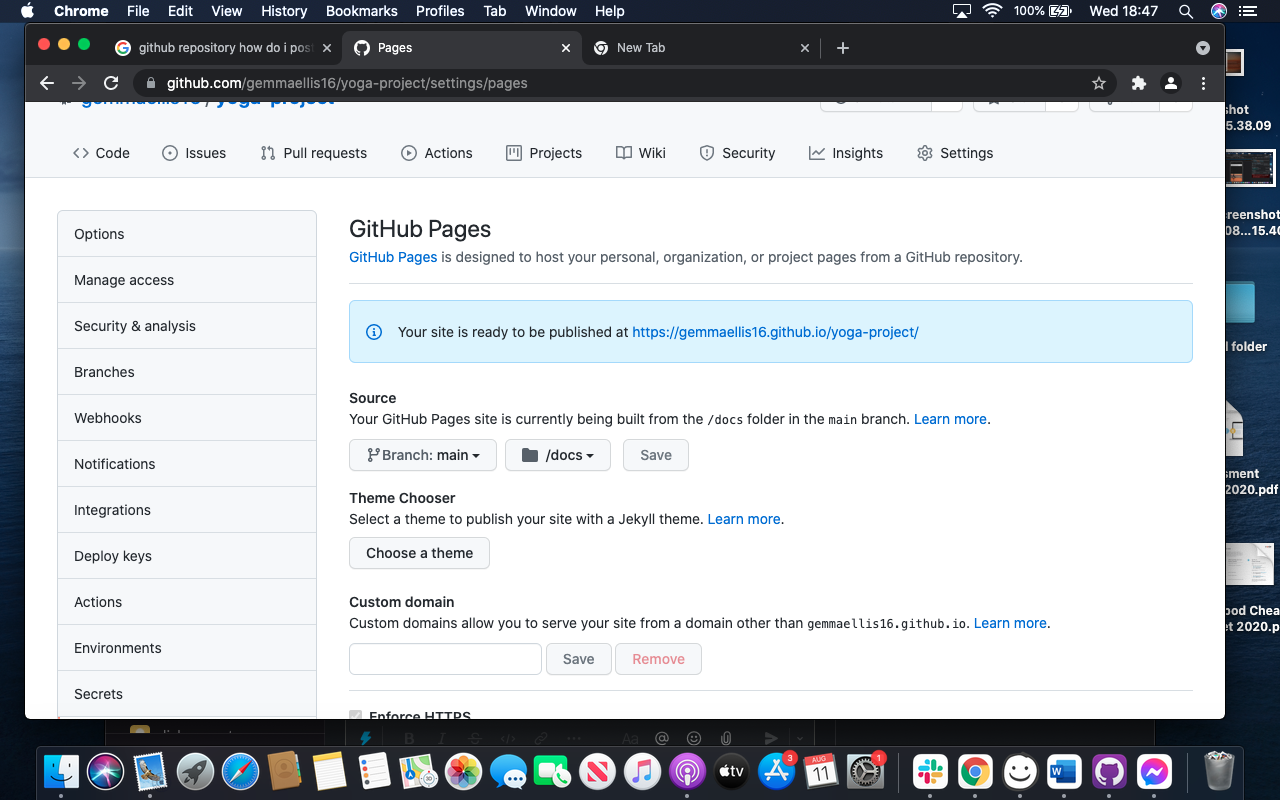 Chrome File Edit View History Bookmarks Profiles Tab Window Help 100% Wed 18:47
github repository how do i pos
Pages
New Tab
github.com/gemmaellis16/yoga-project/settings/pages
gemmaellis16 / yoga-project
Code Issues Pull requests Actions Projects Wiki Security Insights Settings
Options
Manage access
Security & analysis
Branches
Webhooks
Notifications
Integrations
Deploy keys
Actions
Environments
Secrets
GitHub Pages
GitHub Pages is designed to host your personal, organization, or project pages from a GitHub repository.
Your site is ready to be published at https://gemmaellis16.github.io/yoga-project/
Source
Your GitHub Pages site is currently being built from the /docs folder in the main branch. Learn more.
Branch: main /docs Save
Theme Chooser
Select a theme to publish your site with a Jekyll theme. Learn more.
Choose a theme
Custom domain
Custom domains allow you to serve your site from a domain other than gemmaellis16.github.io. Learn more.
Save Remove
Enforce HTTPS
shot
5.38.09
reenshot
08...15.40
l folder
sment
2020.pdf
ood Chea
et 2020.p
Aa @
tv
3
AUG
11
1
30